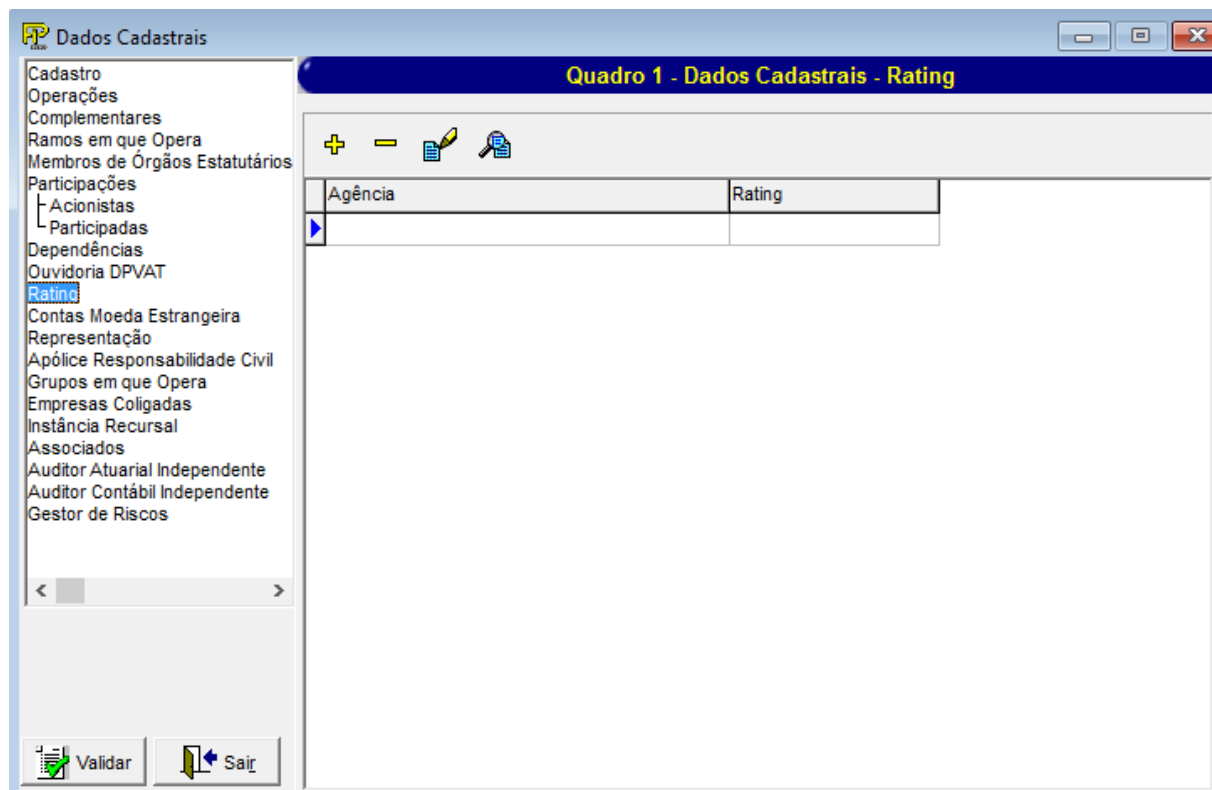 Dados Cadastrais
Cadastro
Operações
Complementares
Ramos em que Opera
Membros de Órgãos Estatutários
Participações
Acionistas
Participadas
Dependências
Ouvidoria DPVAT
Rating
Contas Moeda Estrangeira
Representação
Apólice Responsabilidade Civil
Grupos em que Opera
Empresas Coligadas
Instância Recursal
Associados
Auditor Atuarial Independente
Auditor Contábil Independente
Gestor de Riscos
Validar
Sair
Quadro 1 - Dados Cadastrais - Rating
Agência Rating